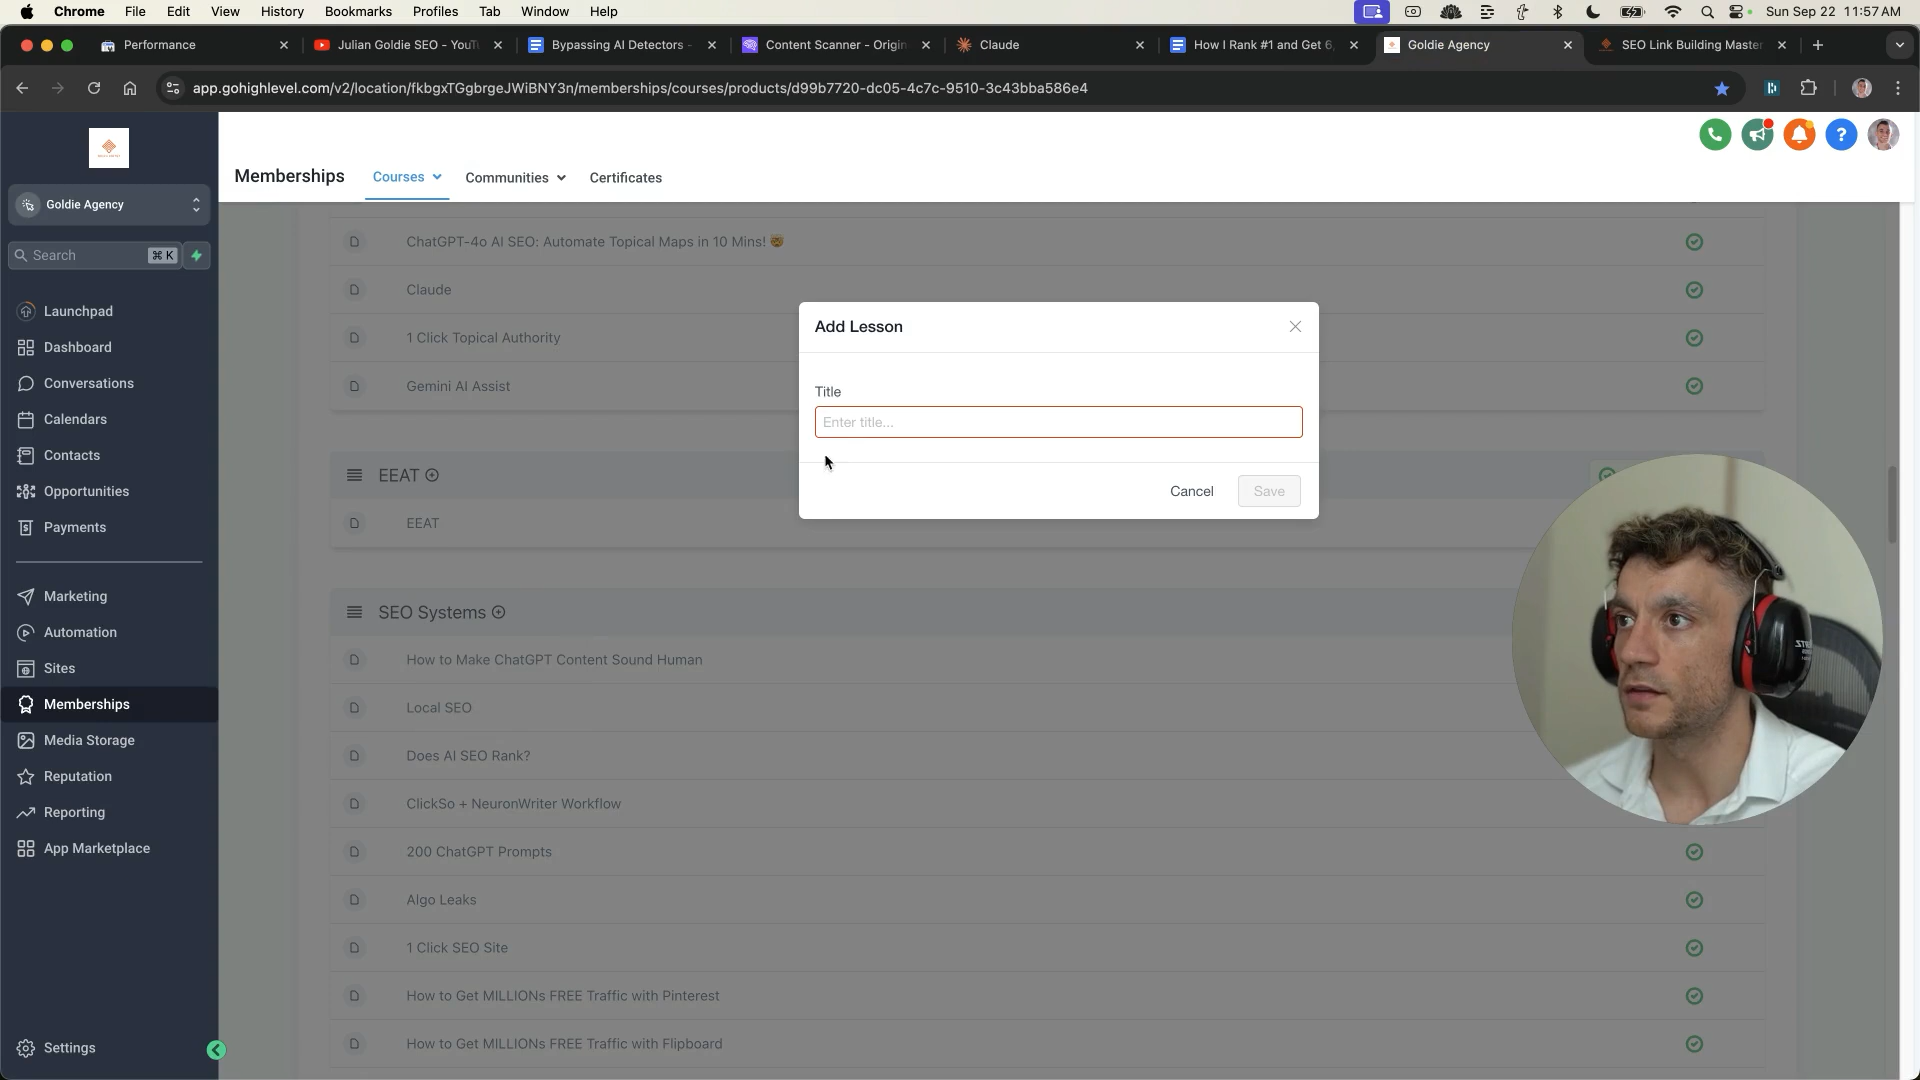 Chrome File Edit View History Bookmarks Profiles Tab Window Help Sun Sep 22 11:57 AM
Performance Julian Goldie SEO - YouTu Bypassing AI Detectors - Content Scanner - Origin Claude How I Rank #1 and Get 6, Goldie Agency SEO Link Building Master
app.gohighlevel.com/v2/location/fkbgxTGgbrgeJWiBNY3n/memberships/courses/products/d99b7720-dc05-4c7c-9510-3c43bba586e4
Memberships Courses Communities Certificates
Goldie Agency
Search ⌘ K
Launchpad
Dashboard
Conversations
Calendars
Contacts
Opportunities
Payments
Marketing
Automation
Sites
Memberships
Media Storage
Reputation
Reporting
App Marketplace
Settings
ChatGPT-4o AI SEO: Automate Topical Maps in 10 Mins! 🤯
Claude
1 Click Topical Authority
Gemini AI Assist
EEAT
EEAT
SEO Systems
How to Make ChatGPT Content Sound Human
Local SEO
Does AI SEO Rank?
ClickSo + NeuronWriter Workflow
200 ChatGPT Prompts
Algo Leaks
1 Click SEO Site
How to Get MILLIONs FREE Traffic with Pinterest
How to Get MILLIONs FREE Traffic with Flipboard
Add Lesson
Title
Enter title...
Cancel Save